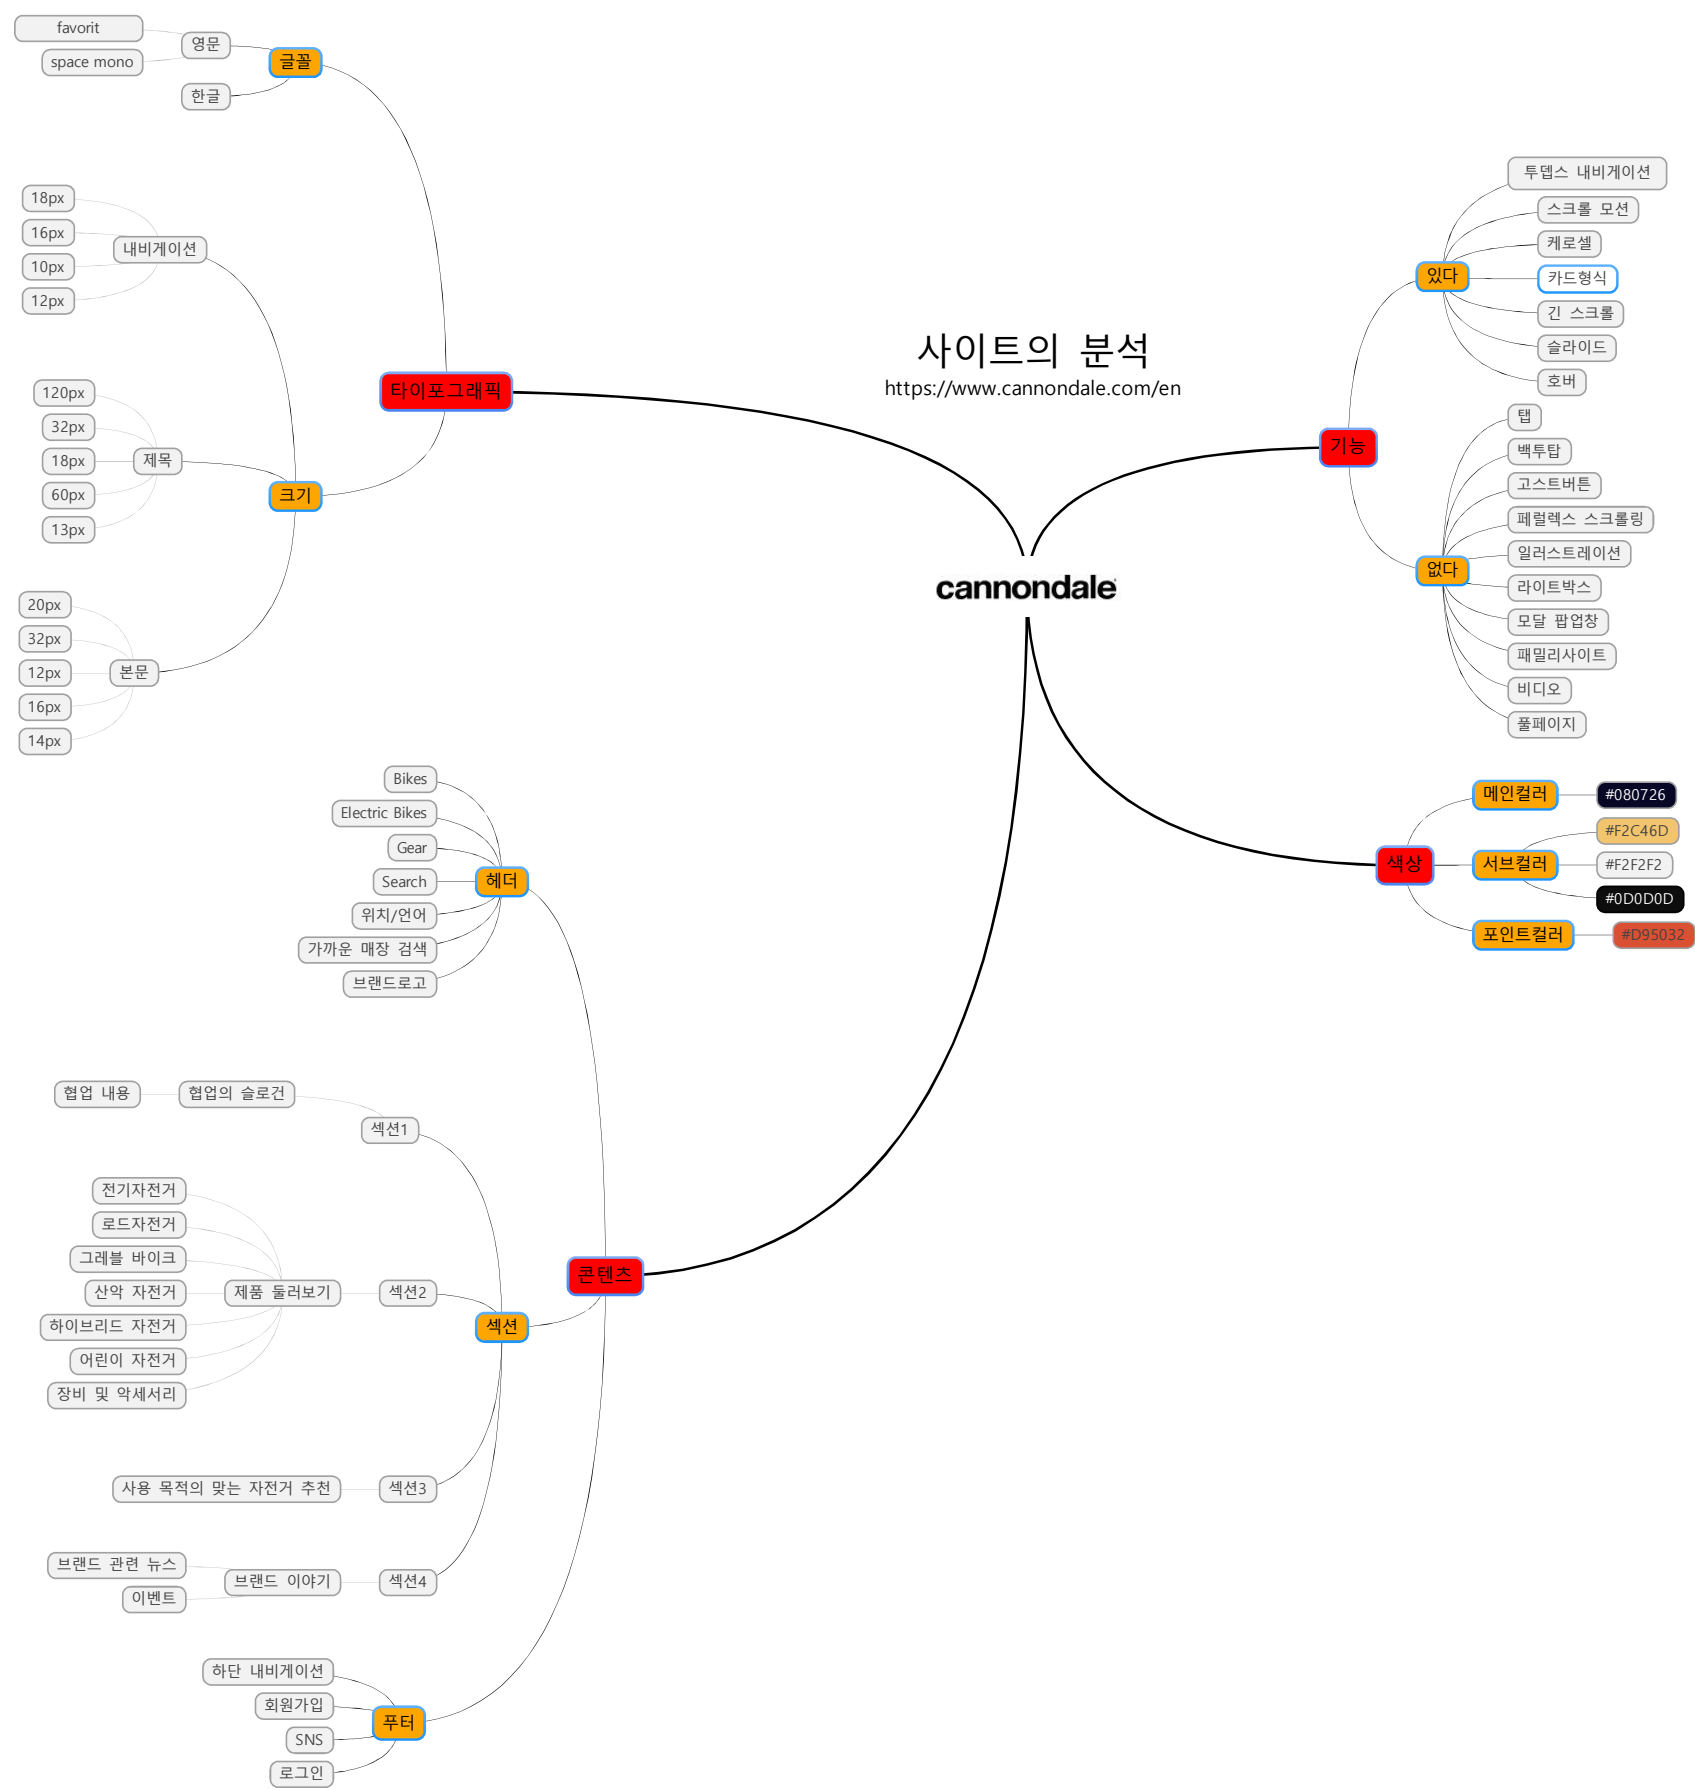 사이트의 분석
https://www.cannondale.com/en
cannondale
타이포그래픽
글꼴
영문
favorit
space mono
한글
크기
내비게이션
18px
16px
10px
12px
제목
120px
32px
18px
60px
13px
본문
20px
32px
12px
16px
14px
기능
있다
투뎁스 내비게이션
스크롤 모션
케로셀
카드형식
긴 스크롤
슬라이드
호버
없다
탭
백투탑
고스트버튼
페럴렉스 스크롤링
일러스트레이션
라이트박스
모달 팝업창
패밀리사이트
비디오
풀페이지
색상
메인컬러
#080726
서브컬러
#F2C46D
#F2F2F2
#0D0D0D
포인트컬러
#D95032
콘텐츠
헤더
Bikes
Electric Bikes
Gear
Search
위치/언어
가까운 매장 검색
브랜드로고
섹션
섹션1
협업의 슬로건
협업 내용
섹션2
제품 둘러보기
전기자전거
로드자전거
그레블 바이크
산악 자전거
하이브리드 자전거
어린이 자전거
장비 및 악세서리
섹션3
사용 목적의 맞는 자전거 추천
섹션4
브랜드 이야기
브랜드 관련 뉴스
이벤트
푸터
하단 내비게이션
회원가입
SNS
로그인